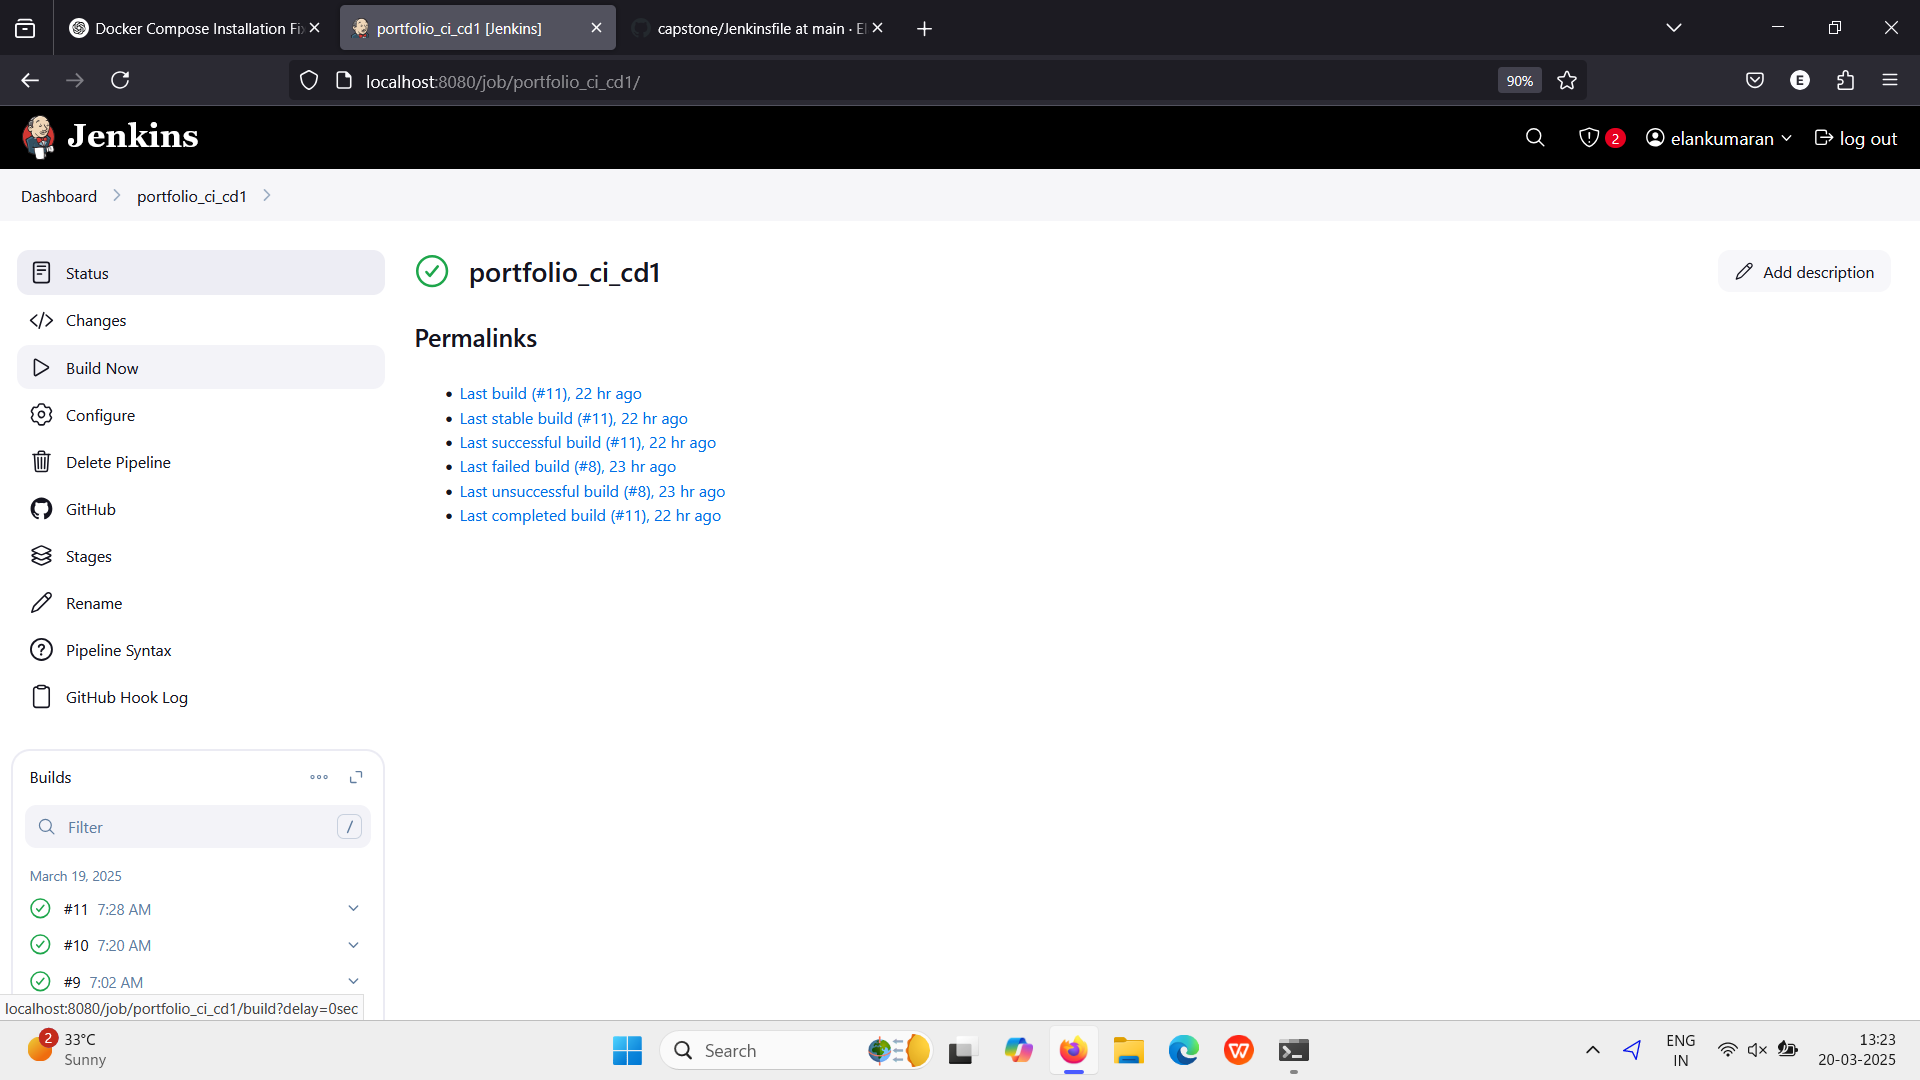 Docker Compose Installation Fi
portfolio_ci_cd1 [Jenkins]
capstone/Jenkinsfile at main · El
localhost:8080/job/portfolio_ci_cd1/
90%
E
Jenkins
2
elankumaran
log out
Dashboard
portfolio_ci_cd1
Status
Changes
Build Now
Configure
Delete Pipeline
GitHub
Stages
Rename
Pipeline Syntax
GitHub Hook Log
portfolio_ci_cd1
Add description
Permalinks
Last build (#11), 22 hr ago
Last stable build (#11), 22 hr ago
Last successful build (#11), 22 hr ago
Last failed build (#8), 23 hr ago
Last unsuccessful build (#8), 23 hr ago
Last completed build (#11), 22 hr ago
Builds
Filter
/
March 19, 2025
#11 7:28 AM
#10 7:20 AM
#9 7:02 AM
localhost:8080/job/portfolio_ci_cd1/build?delay=0sec
2
33°C
Sunny
Search
W
ENG
IN
13:23
20-03-2025